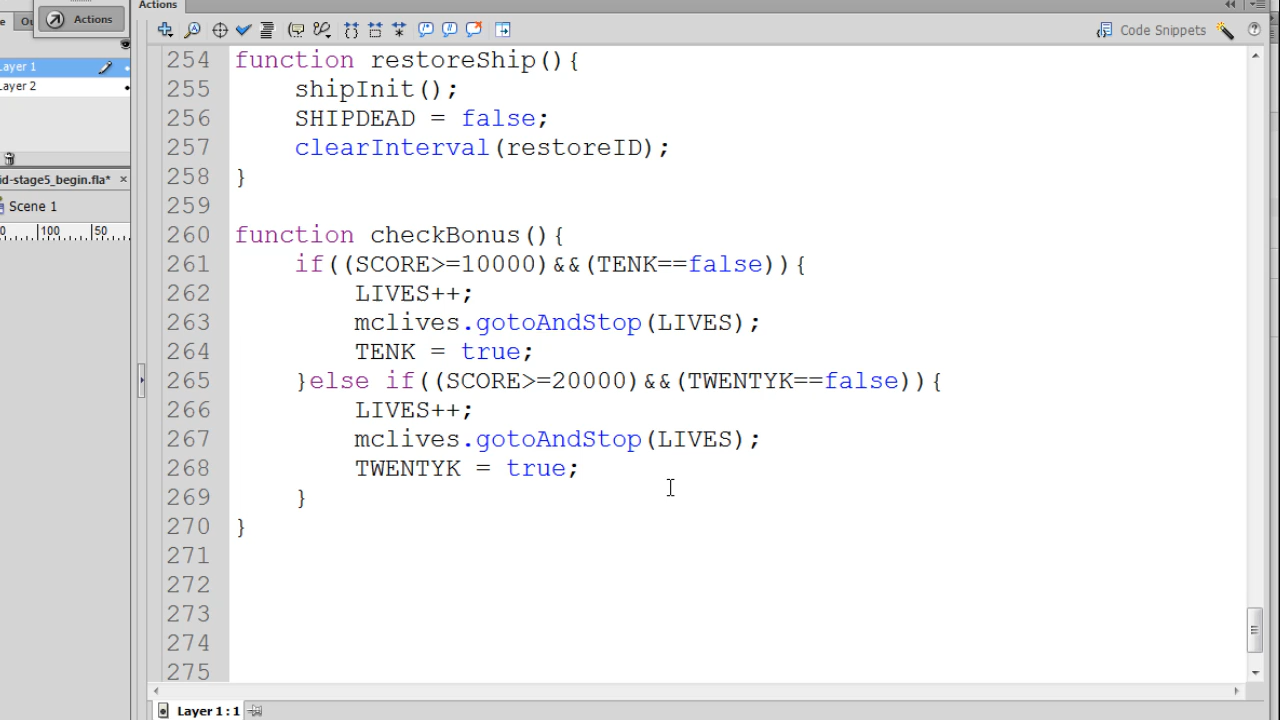 Actions
Actions
Code Snippets
ayer 1
ayer 2
id-stage5_begin.fla*
Scene 1
100
50
254 function restoreShip(){
255 shipInit();
256 SHIPDEAD = false;
257 clearInterval(restoreID);
258 }
259
260 function checkBonus(){
261 if((SCORE>=10000)&&(TENK==false)){
262 LIVES++;
263 mclives.gotoAndStop(LIVES);
264 TENK = true;
265 }else if((SCORE>=20000)&&(TWENTYK==false)){
266 LIVES++;
267 mclives.gotoAndStop(LIVES);
268 TWENTYK = true;
269 }
270 }
271
272
273
274
275
Layer 1 : 1